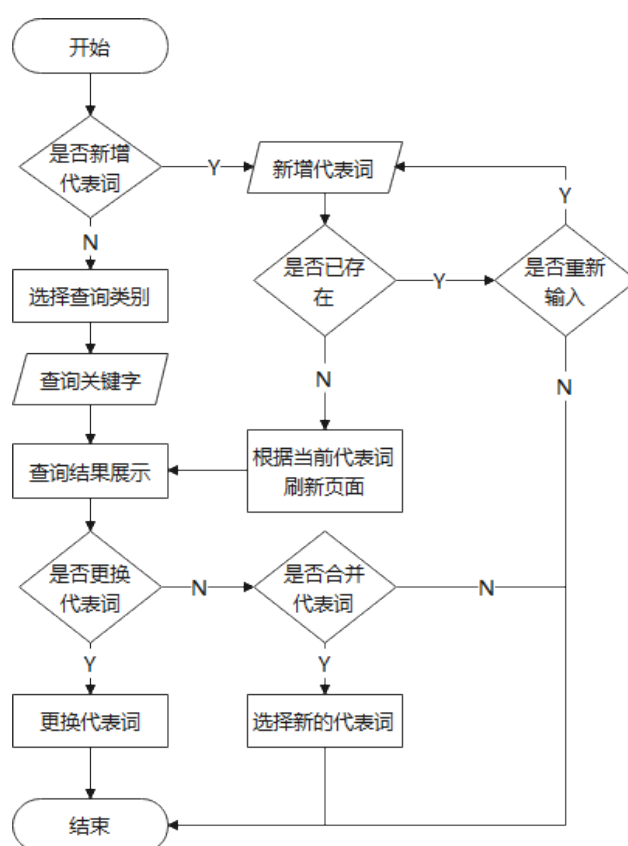 开始
是否新增
代表词
Y
新增代表词
Y
N
是否已存
在
Y
是否重新
输入
选择查询类别
N
N
查询关键字
查询结果展示
根据当前代表词
刷新页面
是否更换
代表词
N
是否合并
代表词
N
Y
Y
更换代表词
选择新的代表词
结束